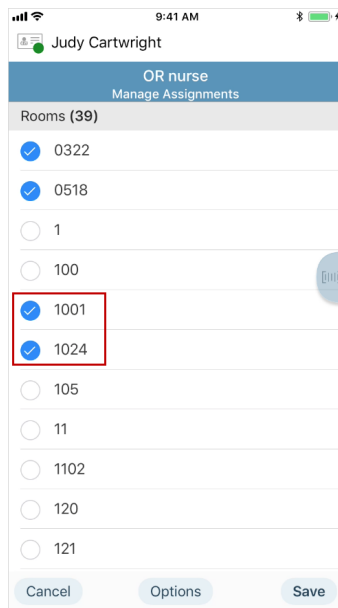 9:41 AM
Judy Cartwright
OR nurse
Manage Assignments
Rooms (39)
0322
0518
1
100
1001
1024
105
11
1102
120
121
Cancel Options Save